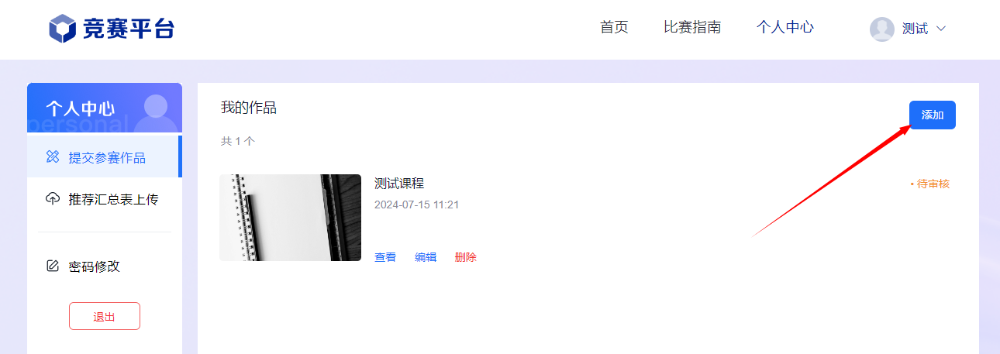 竞赛平台
首页 比赛指南 个人中心 测试
个人中心
personal
提交参赛作品
推荐汇总表上传
密码修改
退出
我的作品
添加
共 1 个
测试课程
• 待审核
2024-07-15 11:21
查看 编辑 删除